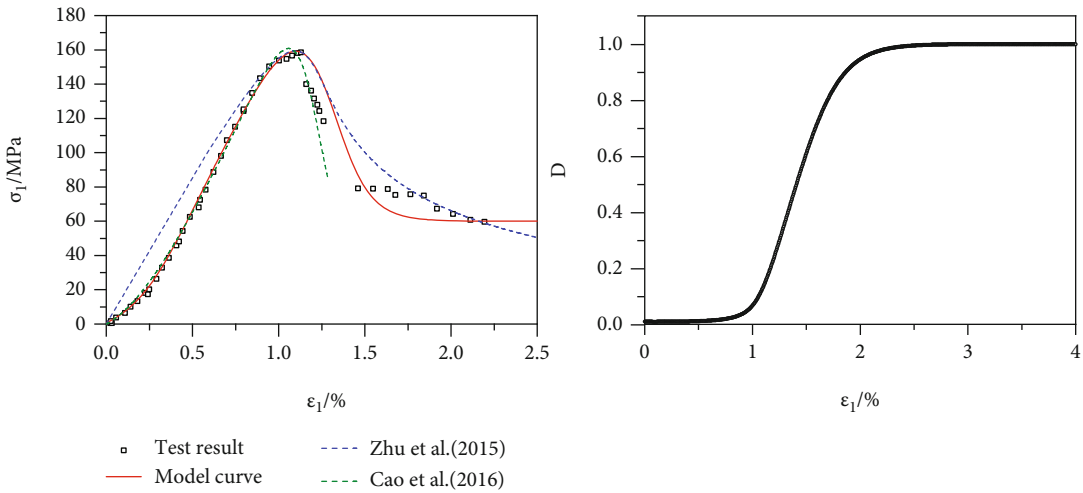 180
160
140
120
100
80
60
40
20
0
σ₁/MPa
0.0 0.5 1.0 1.5 2.0 2.5
ε₁/%
1.0
0.8
0.6
0.4
0.2
0.0
D
0 1 2 3 4
ε₁/%
Test result
Model curve
Zhu et al.(2015)
Cao et al.(2016)